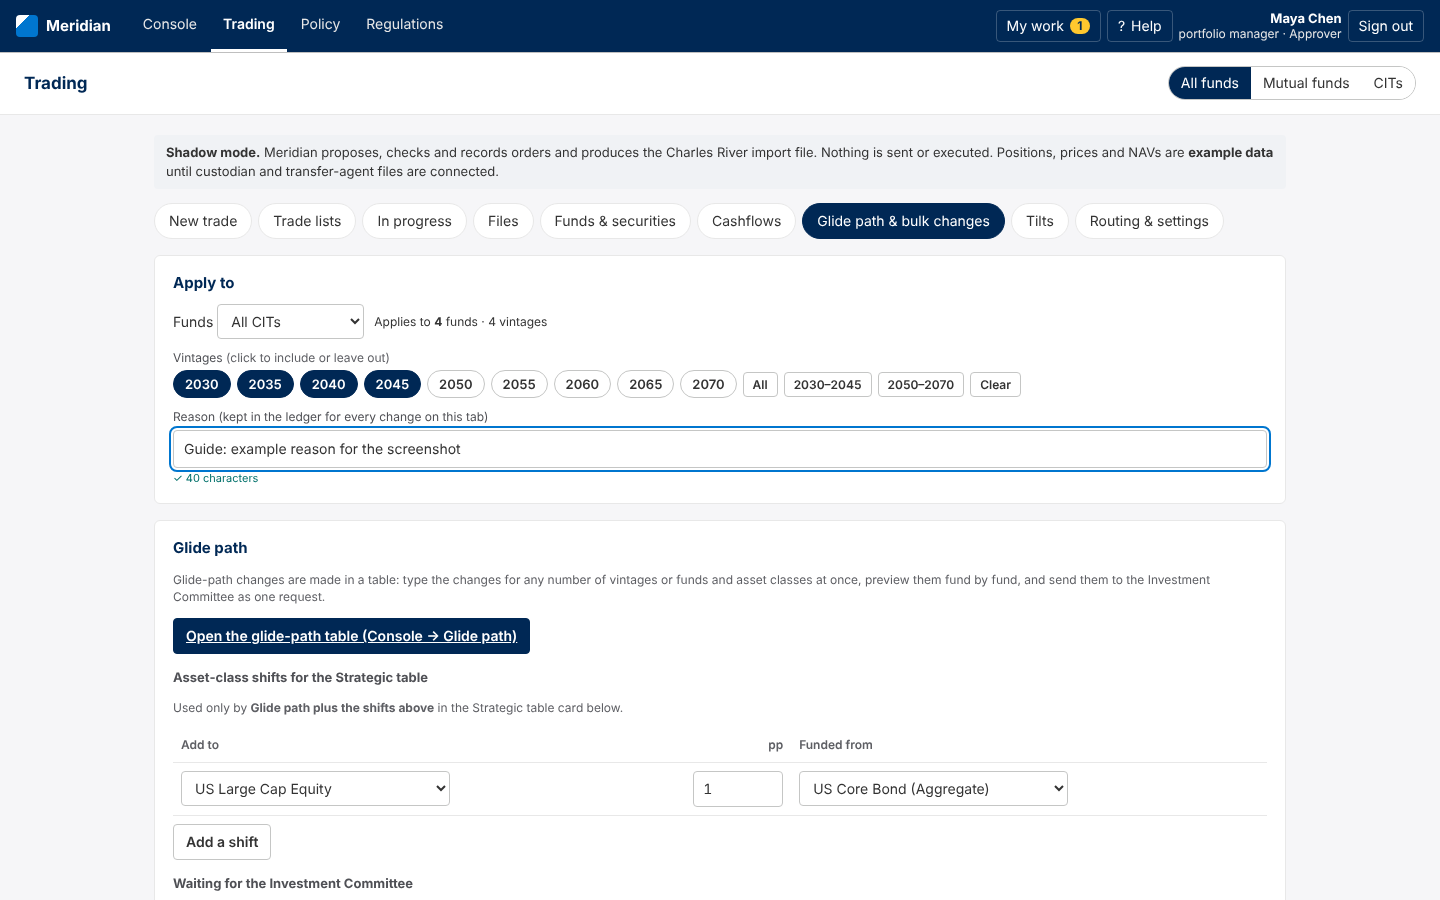 Meridian
Console
Trading
Policy
Regulations
My work 1
? Help
Maya Chen
portfolio manager · Approver
Sign out
Trading
All funds
Mutual funds
CITs
Shadow mode. Meridian proposes, checks and records orders and produces the Charles River import file. Nothing is sent or executed. Positions, prices and NAVs are example data
until custodian and transfer-agent files are connected.
New trade
Trade lists
In progress
Files
Funds & securities
Cashflows
Glide path & bulk changes
Tilts
Routing & settings
Apply to
Funds
All CITs
Applies to 4 funds · 4 vintages
Vintages (click to include or leave out)
2030
2035
2040
2045
2050
2055
2060
2065
2070
All
2030–2045
2050–2070
Clear
Reason (kept in the ledger for every change on this tab)
Guide: example reason for the screenshot
✓ 40 characters
Glide path
Glide-path changes are made in a table: type the changes for any number of vintages or funds and asset classes at once, preview them fund by fund, and send them to the Investment
Committee as one request.
Open the glide-path table (Console → Glide path)
Asset-class shifts for the Strategic table
Used only by Glide path plus the shifts above in the Strategic table card below.
Add to
pp
Funded from
US Large Cap Equity
1
US Core Bond (Aggregate)
Add a shift
Waiting for the Investment Committee